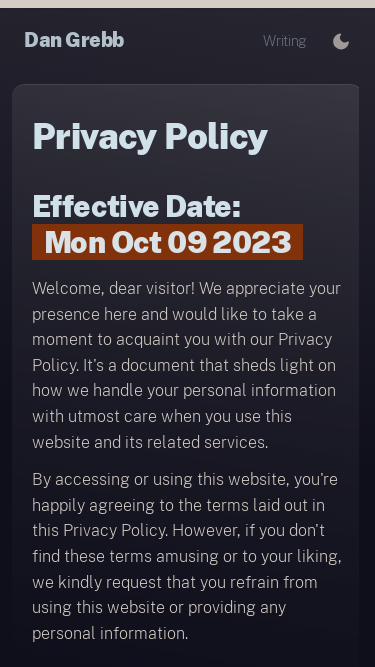 Dan Grebb
Writing
Privacy Policy
Effective Date:
Mon Oct 09 2023
Welcome, dear visitor! We appreciate your
presence here and would like to take a
moment to acquaint you with our Privacy
Policy. It's a document that sheds light on
how we handle your personal information
with utmost care when you use this
website and its related services.
By accessing or using this website, you're
happily agreeing to the terms laid out in
this Privacy Policy. However, if you don't
find these terms amusing or to your liking,
we kindly request that you refrain from
using this website or providing any
personal information.